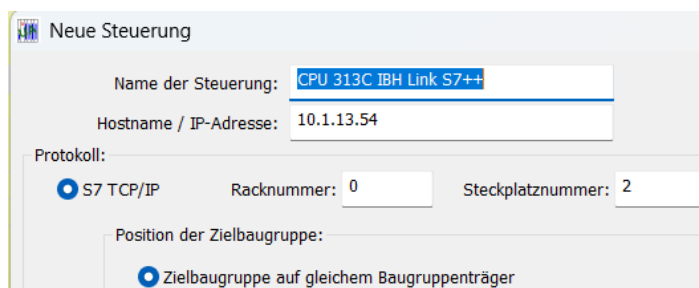 Neue Steuerung
Name der Steuerung: CPU 313C IBH Link S7++
Hostname / IP-Adresse: 10.1.13.54
Protokoll:
S7 TCP/IP Racknummer: 0 Steckplatznummer: 2
Position der Zielbaugruppe:
Zielbaugruppe auf gleichem Baugruppenträger